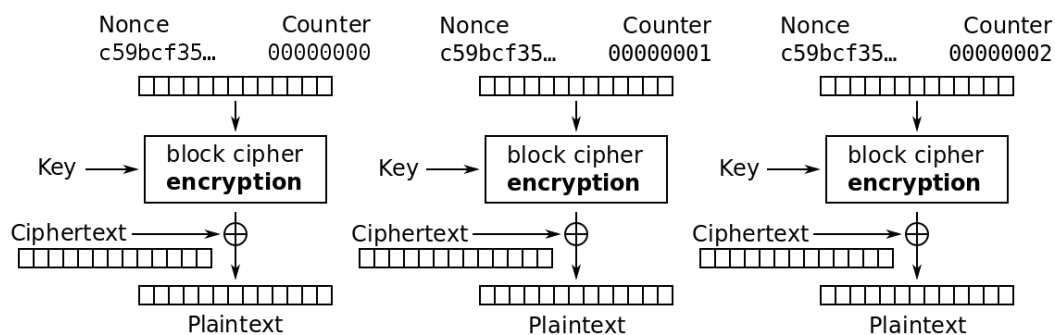 Nonce Counter Nonce Counter Nonce Counter
c59bcf35… 00000000 c59bcf35… 00000001 c59bcf35… 00000002
block cipher block cipher block cipher
Key encryption Key encryption Key encryption
Ciphertext Ciphertext Ciphertext
Plaintext Plaintext Plaintext